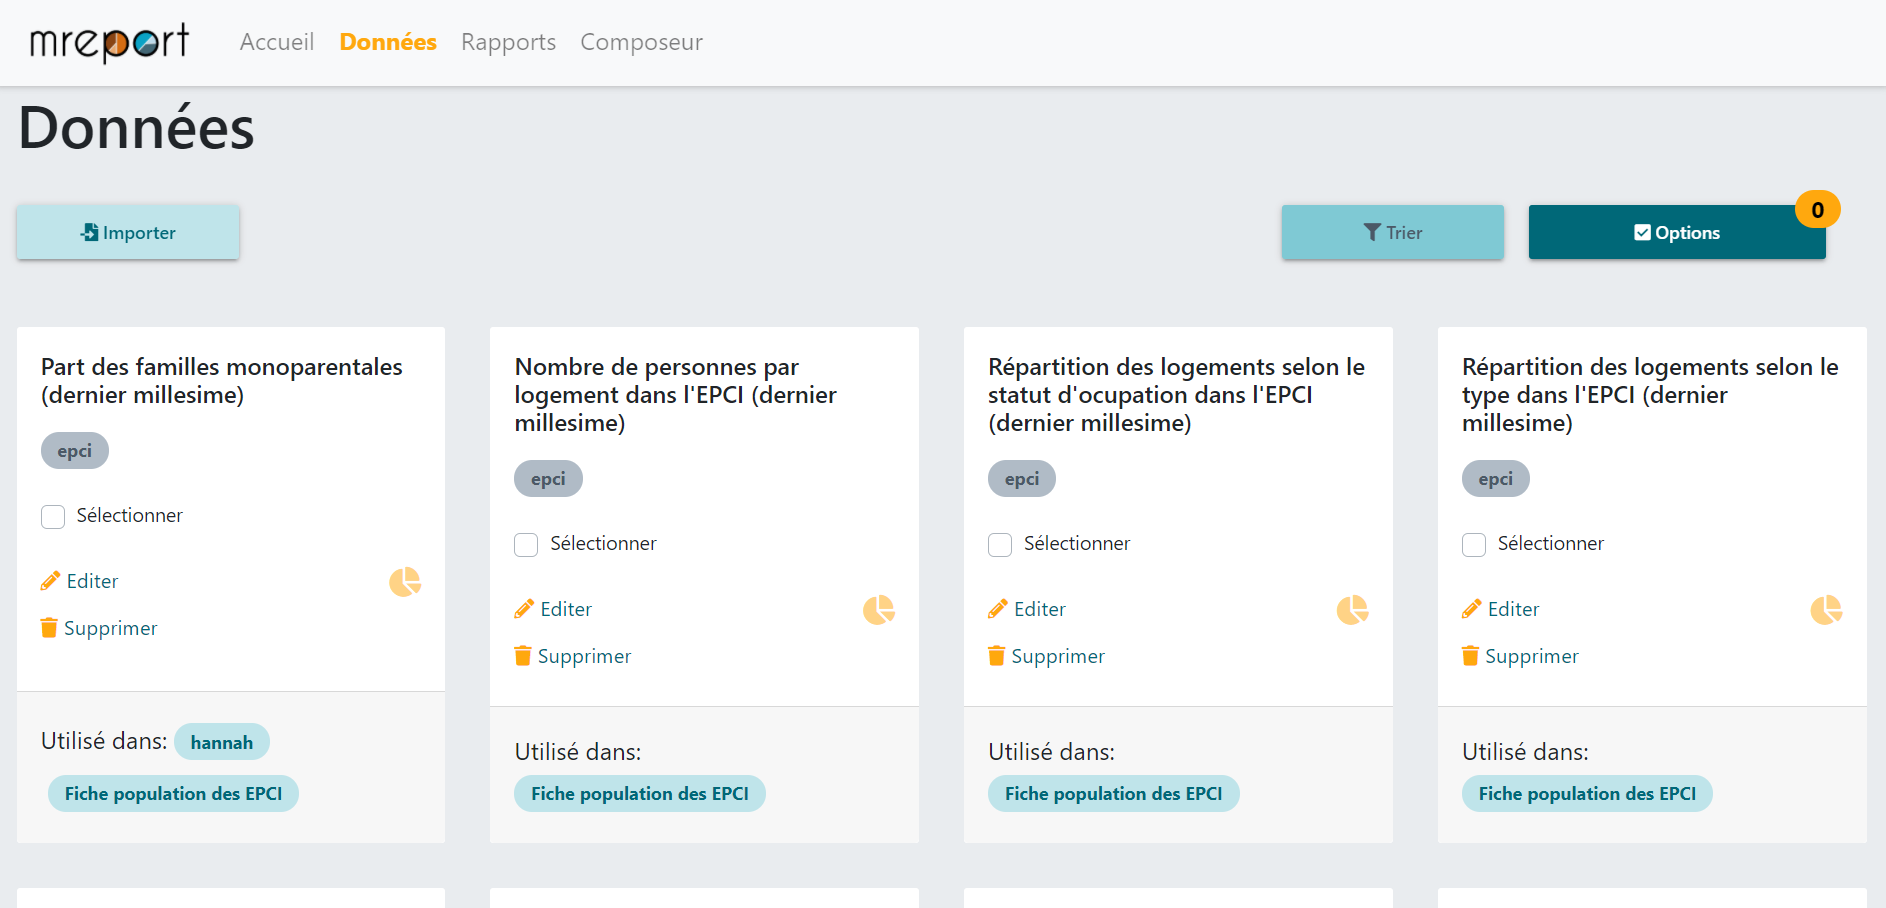 mreport
Accueil Données Rapports Composeur
Données
Importer
Trier
Options
0
Part des familles monoparentales
(dernier millesime)
epci
Sélectionner
Editer
Supprimer
Utilisé dans: hannah
Fiche population des EPCI
Nombre de personnes par
logement dans l'EPCI (dernier
millesime)
epci
Sélectionner
Editer
Supprimer
Utilisé dans:
Fiche population des EPCI
Répartition des logements selon le
statut d'ocupation dans l'EPCI
(dernier millesime)
epci
Sélectionner
Editer
Supprimer
Utilisé dans:
Fiche population des EPCI
Répartition des logements selon le
type dans l'EPCI (dernier
millesime)
epci
Sélectionner
Editer
Supprimer
Utilisé dans:
Fiche population des EPCI